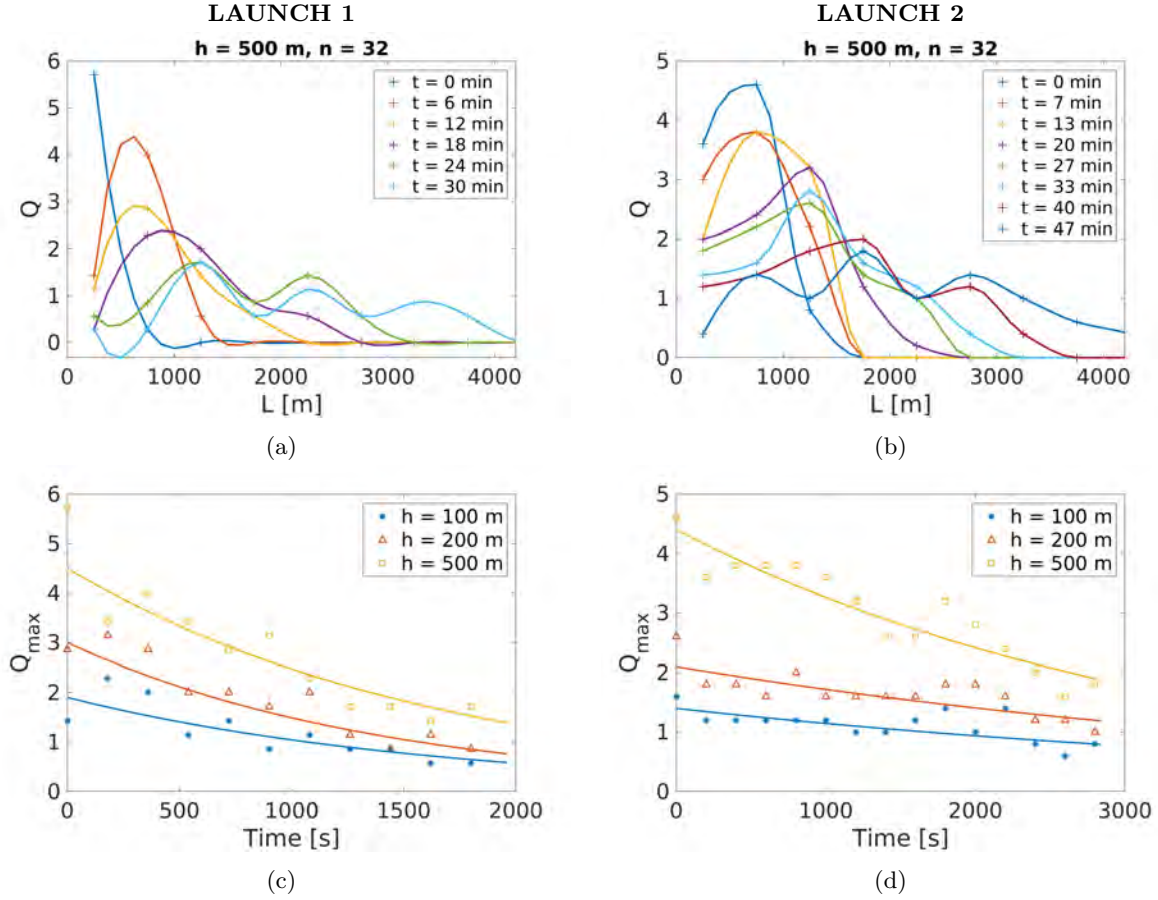 LAUNCH 1
LAUNCH 2
h = 500 m, n = 32
h = 500 m, n = 32
6
5
4
3
2
1
0
Q
t = 0 min
t = 6 min
t = 12 min
t = 18 min
t = 24 min
t = 30 min
0
1000
2000
3000
4000
L [m]
(a)
5
4
3
2
1
0
Q
t = 0 min
t = 7 min
t = 13 min
t = 20 min
t = 27 min
t = 33 min
t = 40 min
t = 47 min
0
1000
2000
3000
4000
L [m]
(b)
6
5
4
3
2
1
0
Qmax
h = 100 m
h = 200 m
h = 500 m
0
500
1000
1500
2000
Time [s]
(c)
5
4
3
2
1
0
Qmax
h = 100 m
h = 200 m
h = 500 m
0
1000
2000
3000
Time [s]
(d)